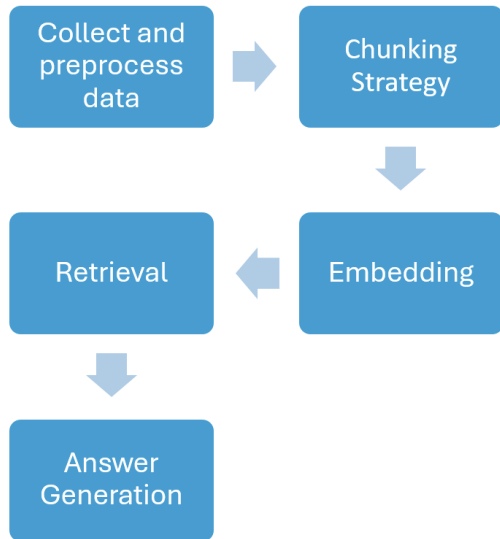 Collect and
preprocess
data
Chunking
Strategy
Embedding
Retrieval
Answer
Generation